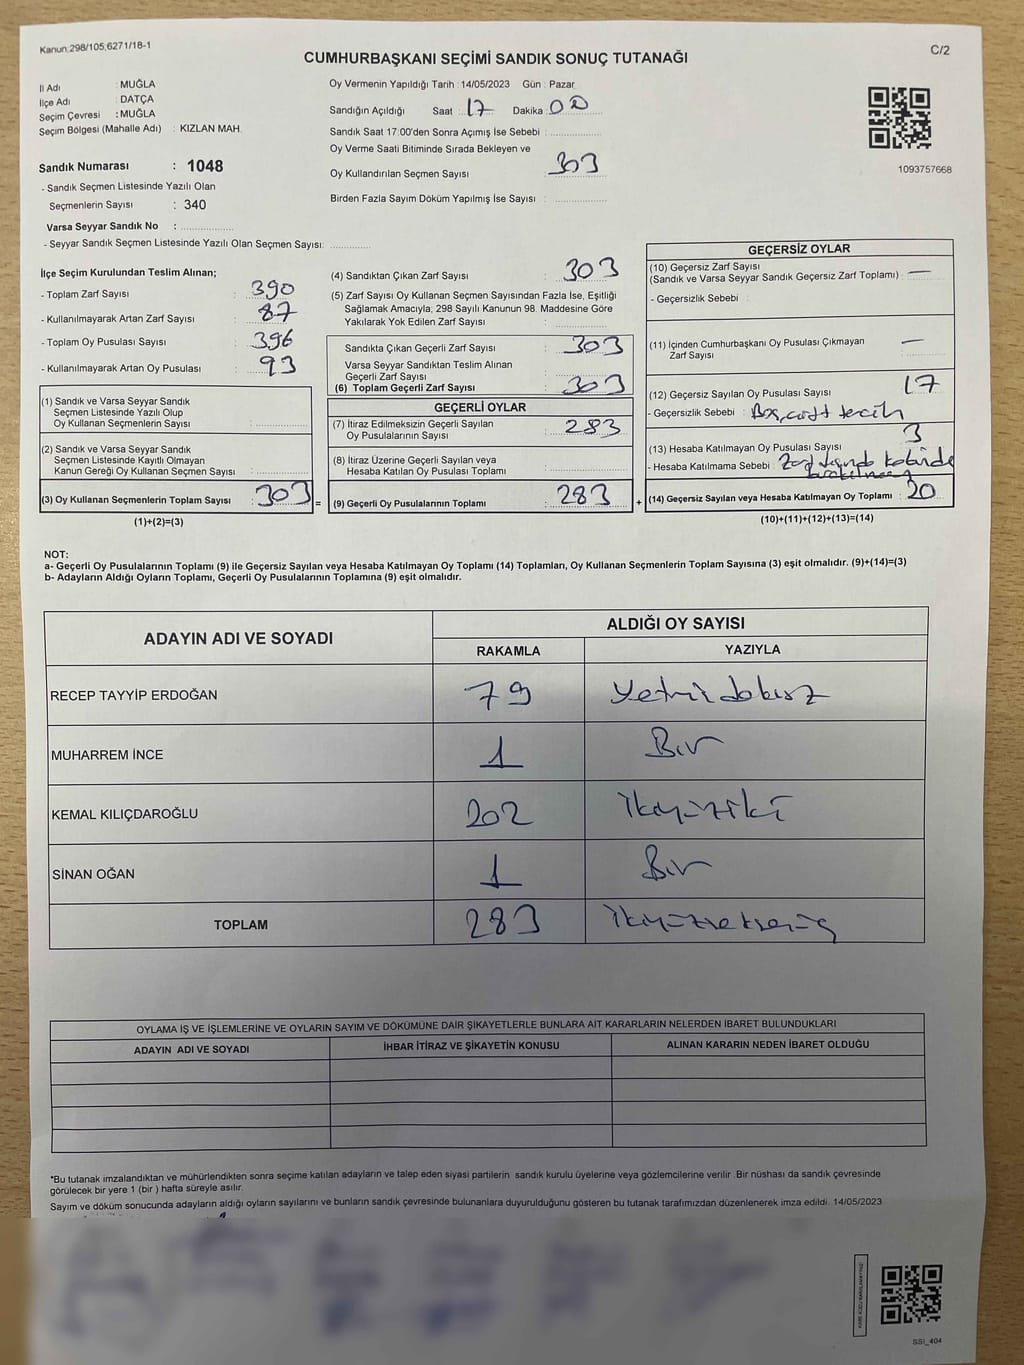 Kanun:298/105,6271/18-1
C/2
CUMHURBAŞKANI SEÇİMİ SANDIK SONUÇ TUTANAĞI
İl Adı : MUĞLA
İlçe Adı : DATÇA
Seçim Çevresi : MUĞLA
Seçim Bölgesi (Mahalle Adı) : KIZLAN MAH.
Sandık Numarası : 1048
- Sandık Seçmen Listesinde Yazılı Olan
Seçmenlerin Sayısı : 340
Varsa Seyyar Sandık No :
- Seyyar Sandık Seçmen Listesinde Yazılı Olan Seçmen Sayısı:
Oy Vermenin Yapıldığı Tarih : 14/05/2023 Gün : Pazar
Sandığın Açıldığı Saat : 17 Dakika : 00
Sandık Saat 17:00'den Sonra Açımış İse Sebebi :
Oy Verme Saati Bitiminde Sırada Bekleyen ve
Oy Kullandırılan Seçmen Sayısı : 303
Birden Fazla Sayım Döküm Yapılmış İse Sayısı :
1093757668
İlçe Seçim Kurulundan Teslim Alınan;
- Toplam Zarf Sayısı : 390
- Kullanılmayarak Artan Zarf Sayısı : 87
- Toplam Oy Pusulası Sayısı : 396
- Kullanılmayarak Artan Oy Pusulası : 93
(1) Sandık ve Varsa Seyyar Sandık
Seçmen Listesinde Yazılı Olup
Oy Kullanan Seçmenlerin Sayısı :
(2) Sandık ve Varsa Seyyar Sandık
Seçmen Listesinde Kayıtlı Olmayan
Kanun Gereği Oy Kullanan Seçmen Sayısı :
(3) Oy Kullanan Seçmenlerin Toplam Sayısı : 303 =
(1)+(2)=(3)
(4) Sandıktan Çıkan Zarf Sayısı : 303
(5) Zarf Sayısı Oy Kullanan Seçmen Sayısından Fazla İse, Eşitliği
Sağlamak Amacıyla; 298 Sayılı Kanunun 98. Maddesine Göre
Yakılarak Yok Edilen Zarf Sayısı :
Sandıkta Çıkan Geçerli Zarf Sayısı : 303
Varsa Seyyar Sandıktan Teslim Alınan
Geçerli Zarf Sayısı :
(6) Toplam Geçerli Zarf Sayısı : 303
GEÇERLİ OYLAR
(7) İtiraz Edilmeksizin Geçerli Sayılan
Oy Pusulalarının Sayısı : 283
(8) İtiraz Üzerine Geçerli Sayılan veya
Hesaba Katılan Oy Pusulası Toplamı :
(9) Geçerli Oy Pusulalarının Toplamı : 283 +
GEÇERSİZ OYLAR
(10) Geçersiz Zarf Sayısı
(Sandık ve Varsa Seyyar Sandık Geçersiz Zarf Toplamı) : —
- Geçersizlik Sebebi :
(11) İçinden Cumhurbaşkanı Oy Pusulası Çıkmayan
Zarf Sayısı : —
(12) Geçersiz Sayılan Oy Pusulası Sayısı : 17
- Geçersizlik Sebebi : Boş, çift tercih
(13) Hesaba Katılmayan Oy Pusulası Sayısı : 3
- Hesaba Katılmama Sebebi : Zarf
(14) Geçersiz Sayılan veya Hesaba Katılmayan Oy Toplamı : 20
(10)+(11)+(12)+(13)=(14)
NOT:
a- Geçerli Oy Pusulalarının Toplamı (9) ile Geçersiz Sayılan veya Hesaba Katılmayan Oy Toplamı (14) Toplamları, Oy Kullanan Seçmenlerin Toplam Sayısına (3) eşit olmalıdır. (9)+(14)=(3)
b- Adayların Aldığı Oyların Toplamı, Geçerli Oy Pusulalarının Toplamına (9) eşit olmalıdır.
ADAYIN ADI VE SOYADI ALDIĞI OY SAYISI
RAKAMLA YAZIYLA
RECEP TAYYİP ERDOĞAN 79 Yetmişdokuz
MUHARREM İNCE 1 Bir
KEMAL KILIÇDAROĞLU 202 İkiyüziki
SİNAN OĞAN 1 Bir
TOPLAM 283 İkiyüzseksenüç
OYLAMA İŞ VE İŞLEMLERİNE VE OYLARIN SAYIM VE DÖKÜMÜNE DAİR ŞİKAYETLERLE BUNLARA AİT KARARLARIN NELERDEN İBARET BULUNDUKLARI
ADAYIN ADI VE SOYADI İHBAR İTİRAZ VE ŞİKAYETİN KONUSU ALINAN KARARIN NEDEN İBARET OLDUĞU
*Bu tutanak imzalandıktan ve mühürlendikten sonra seçime katılan adayların ve talep eden siyasi partilerin sandık kurulu üyelerine veya gözlemcilerine verilir. Bir nüshası da sandık çevresinde
görülecek bir yere 1 (bir ) hafta süreyle asılır.
Sayım ve döküm sonucunda adayların aldığı oyların sayılarını ve bunların sandık çevresinde bulunanlara duyurulduğunu gösteren bu tutanak tarafımızdan düzenlenerek imza edildi. 14/05/2023
SSI_404